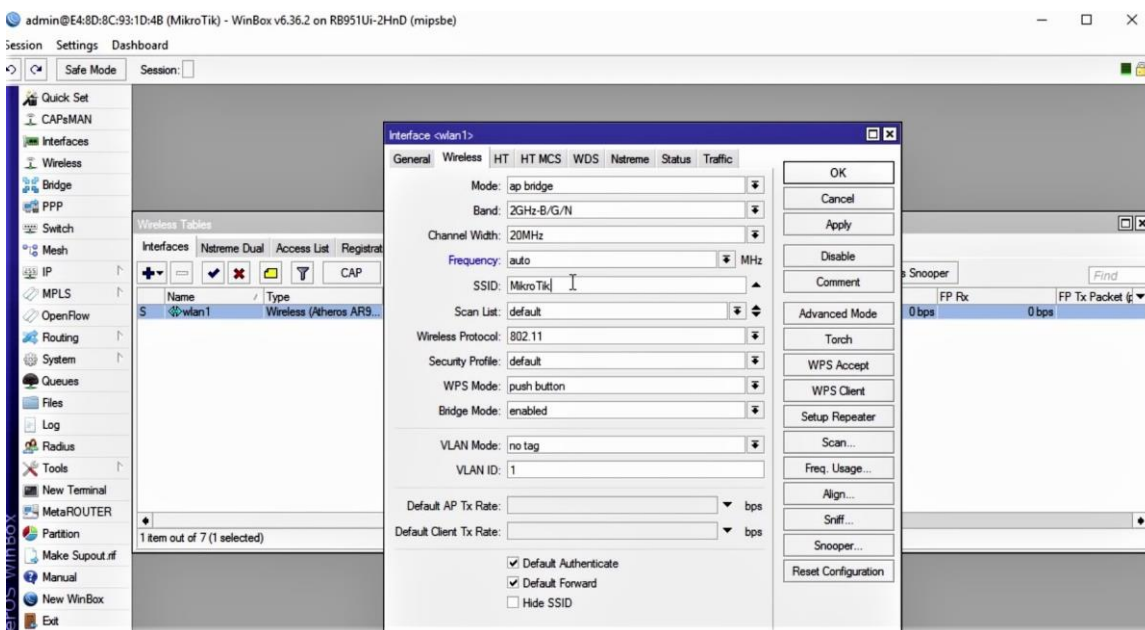 admin@E4:8D:8C:93:1D:4B (MikroTik) - WinBox v6.36.2 on RB951Ui-2HnD (mipsbe)
Session Settings Dashboard
Safe Mode Session:
Quick Set
CAPsMAN
Interfaces
Wireless
Bridge
PPP
Switch
Mesh
IP
MPLS
OpenFlow
Routing
System
Queues
Files
Log
Radius
Tools
New Terminal
MetaROUTER
Partition
Make Supout.rif
Manual
New WinBox
Exit
WinBox
Wireless Tables
Interfaces Nstreme Dual Access List Registrat
CAP
s Snooper
Find
Name Type
FP Rx FP Tx Packet (p
S wlan1 Wireless (Atheros AR9...
0 bps 0 bps
1 item out of 7 (1 selected)
Interface <wlan1>
General Wireless HT HT MCS WDS Nstreme Status Traffic
Mode: ap bridge
Band: 2GHz-B/G/N
Channel Width: 20MHz
Frequency: auto MHz
SSID: MikroTik
Scan List: default
Wireless Protocol: 802.11
Security Profile: default
WPS Mode: push button
Bridge Mode: enabled
VLAN Mode: no tag
VLAN ID: 1
Default AP Tx Rate: bps
Default Client Tx Rate: bps
Default Authenticate
Default Forward
Hide SSID
OK
Cancel
Apply
Disable
Comment
Advanced Mode
Torch
WPS Accept
WPS Client
Setup Repeater
Scan...
Freq. Usage...
Align...
Sniff...
Snooper...
Reset Configuration